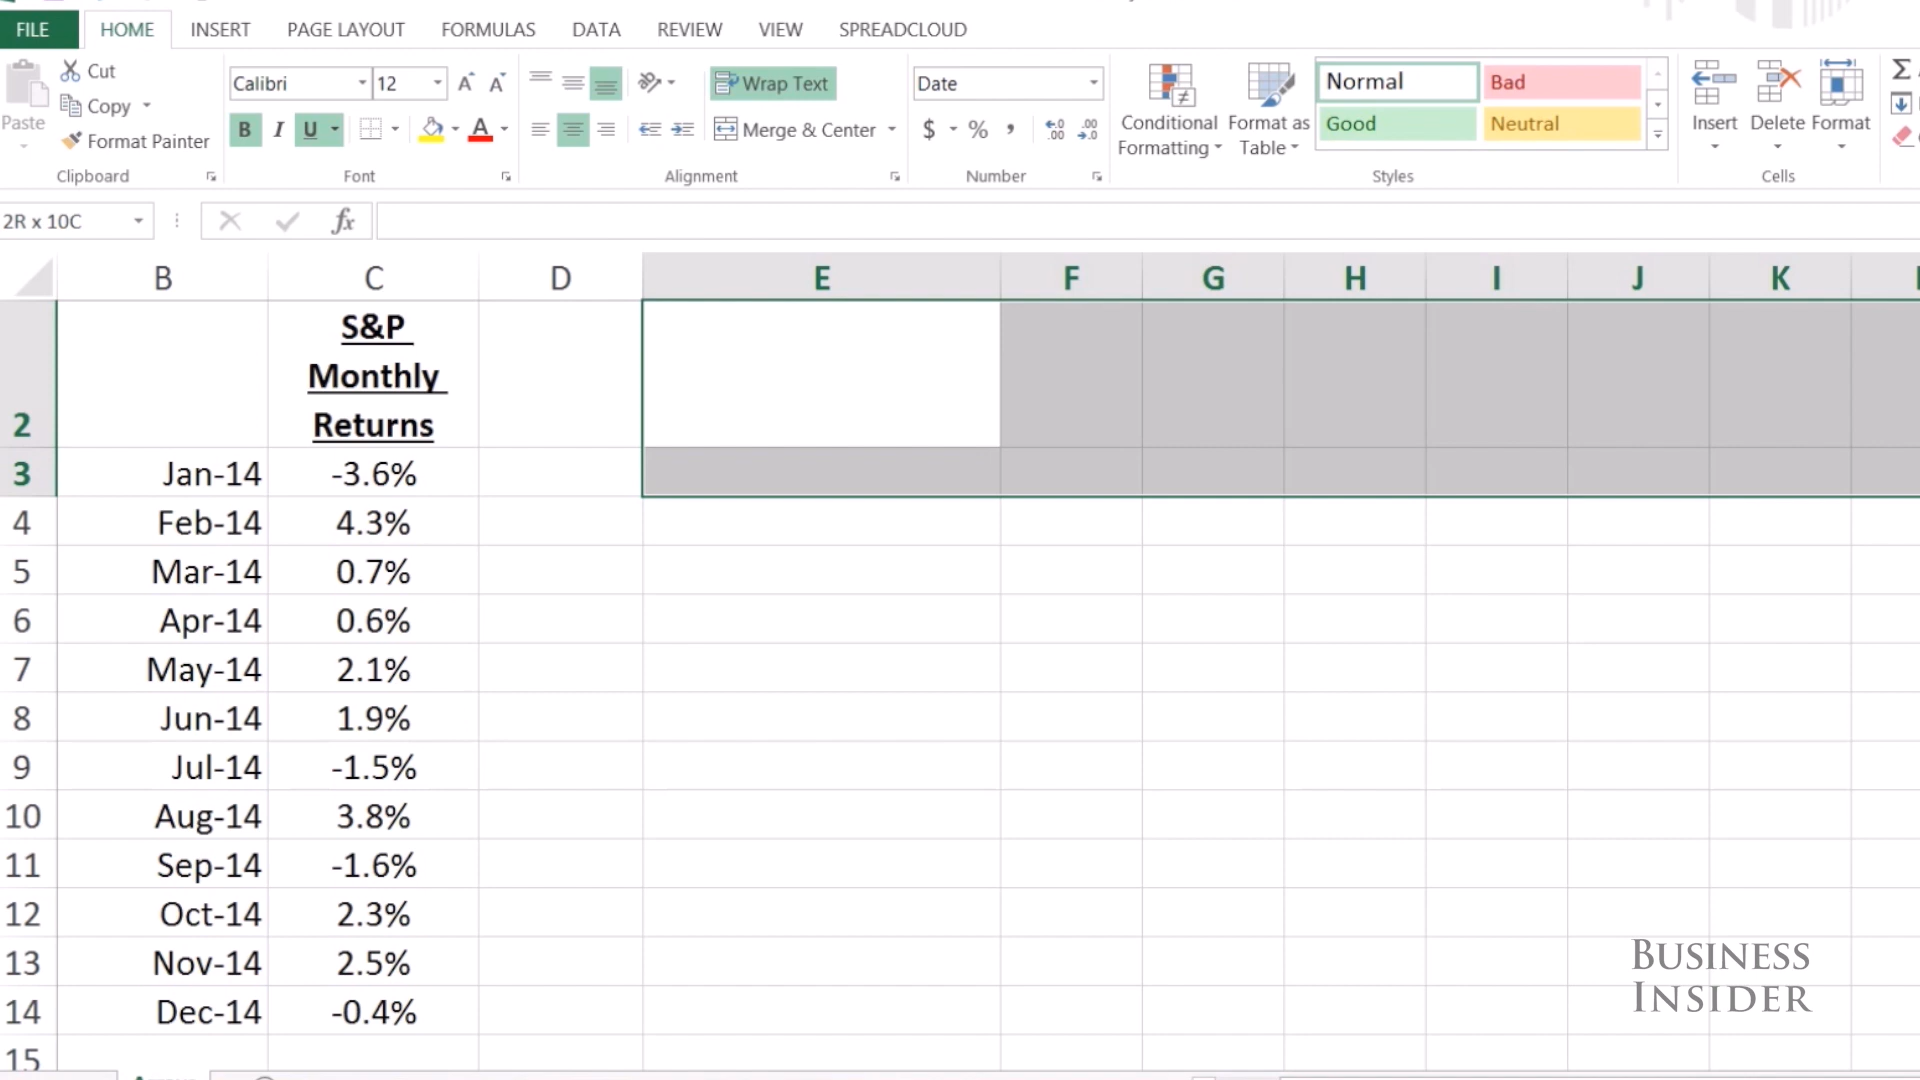 FILE HOME INSERT PAGE LAYOUT FORMULAS DATA REVIEW VIEW SPREADCLOUD
Paste
Cut
Copy
Format Painter
Clipboard
Calibri 12 A A
B I U A
Font
Wrap Text
Merge & Center
Alignment
Date
$ % , .0 .00 .00 .0
Number
Conditional Formatting
Format as Table
Normal Bad
Good Neutral
Styles
Insert Delete Format
Cells
Σ
2R x 10C fx
B C D E F G H I J K
2 S&P
Monthly
Returns
3 Jan-14 -3.6%
4 Feb-14 4.3%
5 Mar-14 0.7%
6 Apr-14 0.6%
7 May-14 2.1%
8 Jun-14 1.9%
9 Jul-14 -1.5%
10 Aug-14 3.8%
11 Sep-14 -1.6%
12 Oct-14 2.3%
13 Nov-14 2.5%
14 Dec-14 -0.4%
15
BUSINESS
INSIDER